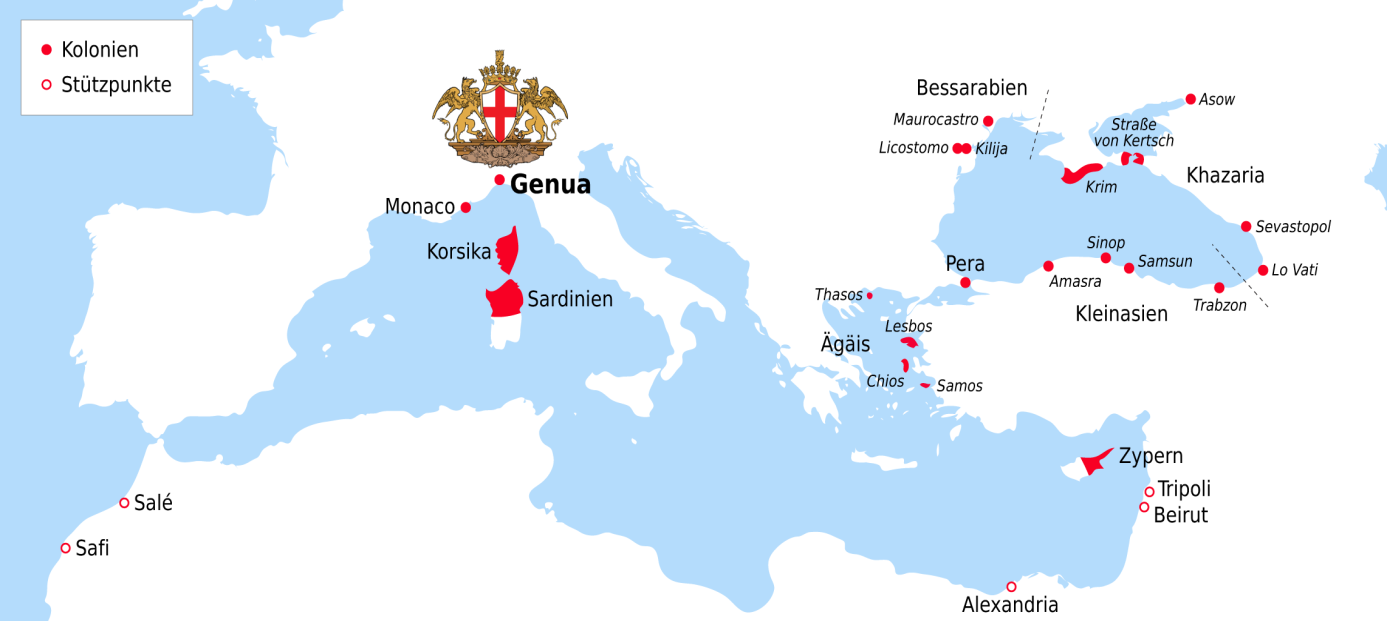 Kolonien
Stützpunkte
Bessarabien
Maurocastro
Licostomo
Kilija
Asow
Straße
von Kertsch
Krim
Khazaria
Genua
Monaco
Korsika
Sardinien
Sevastopol
Lo Vati
Sinop
Samsun
Pera
Amasra
Trabzon
Kleinasien
Thasos
Lesbos
Ägäis
Chios
Samos
Zypern
Tripoli
Beirut
Salé
Safi
Alexandria